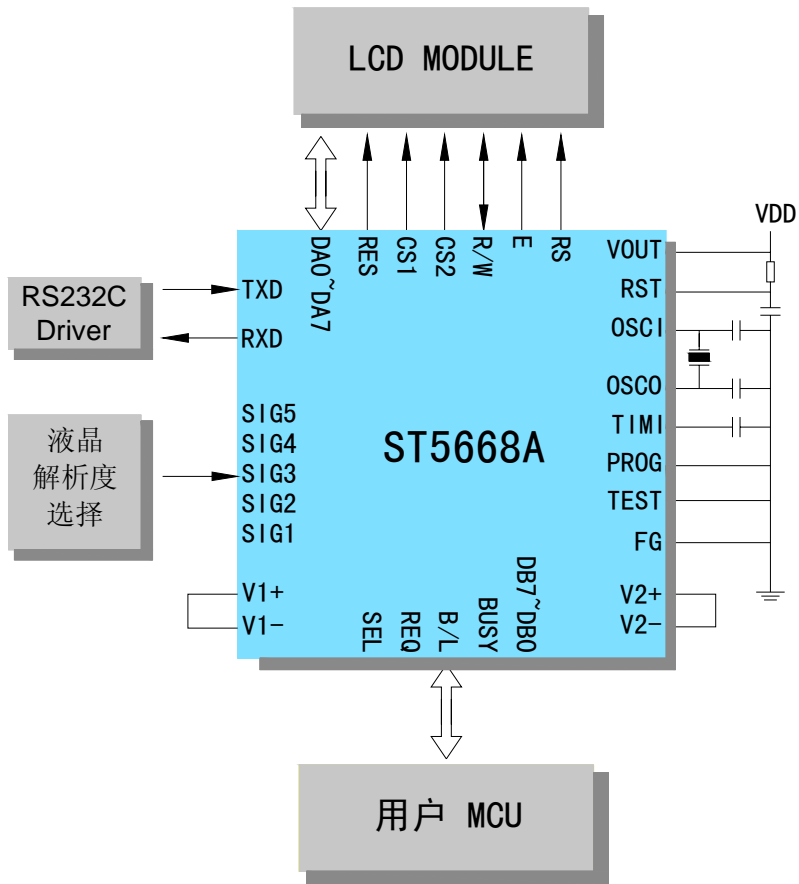 LCD MODULE
DA0~DA7
RES
CS1
CS2
R/W
E
RS
VDD
RS232C
Driver
TXD
RXD
液晶
解析度
选择
SIG5
SIG4
SIG3
SIG2
SIG1
V1+
V1-
ST5668A
VOUT
RST
OSCI
OSCO
TIMI
PROG
TEST
FG
V2+
V2-
SEL
REQ
B/L
BUSY
DB7~DB0
用户 MCU